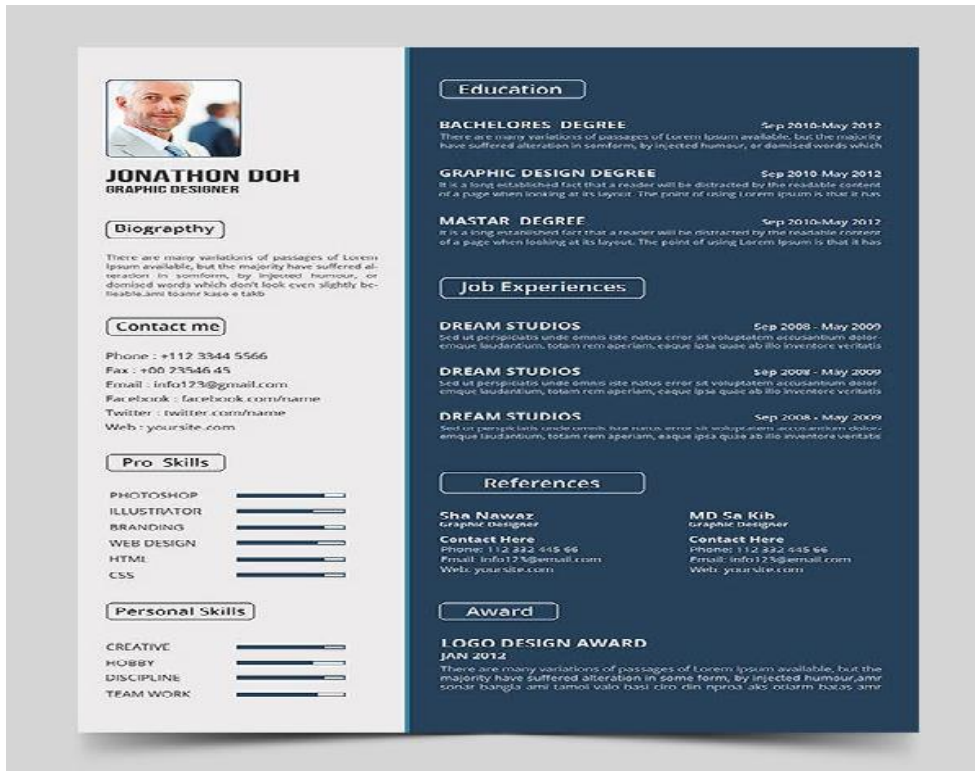 JONATHON DOH
GRAPHIC DESIGNER
Biograpthy
There are many variations of passages of Lorem
Ipsum available, but the majority have suffered al-
teration in somform, by injected humour, or
domised words which don't look even slightly be-
lieable.ami toamr kaso e takb
Contact me
Phone : +112 3344 5566
Fax : +00 23546 45
Email : info123@gmail.com
Facebook : facebook.com/name
Twitter : twitter.com/name
Web : yoursite.com
Pro Skills
PHOTOSHOP
ILLUSTRATOR
BRANDING
WEB DESIGN
HTML
CSS
Personal Skills
CREATIVE
HOBBY
DISCIPLINE
TEAM WORK
Education
BACHELORES DEGREE Sep 2010-May 2012
There are many variations of passages of Lorem Ipsum available, but the majority
have suffered alteration in somform, by injected humour, or domised words which
GRAPHIC DESIGN DEGREE Sep 2010-May 2012
It is a long established fact that a reader will be distracted by the readable content
of a page when looking at its layout. The point of using Lorem Ipsum is that it has
MASTAR DEGREE Sep 2010-May 2012
It is a long established fact that a reader will be distracted by the readable content
of a page when looking at its layout. The point of using Lorem Ipsum is that it has
Job Experiences
DREAM STUDIOS Sep 2008 - May 2009
Sed ut perspiciatis unde omnis iste natus error sit voluptatem accusantium dolor-
emque laudantium, totam rem aperiam, eaque ipsa quae ab illo inventore veritatis
DREAM STUDIOS Sep 2008 - May 2009
Sed ut perspiciatis unde omnis iste natus error sit voluptatem accusantium dolor-
emque laudantium, totam rem aperiam, eaque ipsa quae ab illo inventore veritatis
DREAM STUDIOS Sep 2008 - May 2009
Sed ut perspiciatis unde omnis iste natus error sit voluptatem accusantium dolor-
emque laudantium, totam rem aperiam, eaque ipsa quae ab illo inventore veritatis
References
Sha Nawaz
Graphic Designer
Contact Here
Phone: 112 332 445 66
Email: info123@email.com
Web: yoursite.com
MD Sa Kib
Graphic Designer
Contact Here
Phone: 112 332 445 66
Email: info123@email.com
Web: yoursite.com
Award
LOGO DESIGN AWARD
JAN 2012
There are many variations of passages of Lorem Ipsum available, but the
majority have suffered alteration in some form, by injected humour,amr
sonar bangla ami tamoi valo basi ciro din